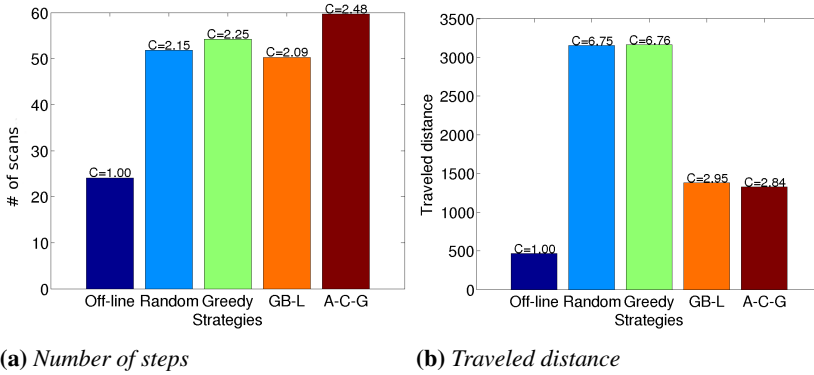 60
50
40
30
20
10
0
# of scans
C=1.00
C=2.15
C=2.25
C=2.09
C=2.48
Off-line Random Greedy GB-L A-C-G
Strategies
(a) Number of steps
3500
3000
2500
2000
1500
1000
500
0
Traveled distance
C=1.00
C=6.75
C=6.76
C=2.95
C=2.84
Off-line Random Greedy GB-L A-C-G
Strategies
(b) Traveled distance